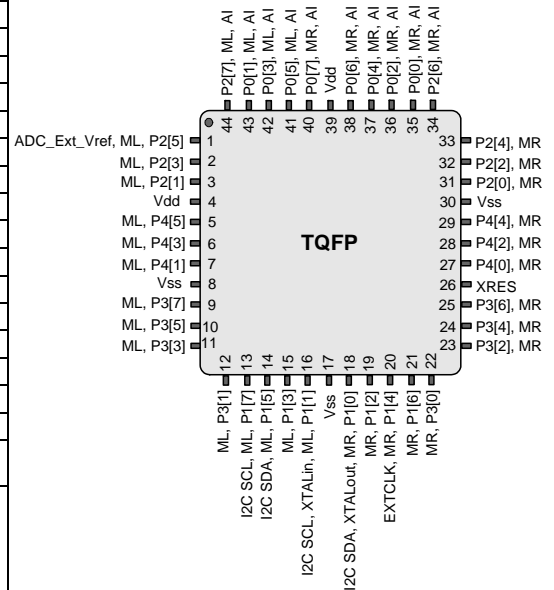 P2[7], ML, AI
P0[1], ML, AI
P0[3], ML, AI
P0[5], ML, AI
P0[7], MR, AI
Vdd
P0[6], MR, AI
P0[4], MR, AI
P0[2], MR, AI
P0[0], MR, AI
P2[6], MR, AI
44
43
42
41
40
39
38
37
36
35
34
ADC_Ext_Vref, ML, P2[5] 1
ML, P2[3] 2
ML, P2[1] 3
Vdd 4
ML, P4[5] 5
ML, P4[3] 6
ML, P4[1] 7
Vss 8
ML, P3[7] 9
ML, P3[5] 10
ML, P3[3] 11
TQFP
33 P2[4], MR
32 P2[2], MR
31 P2[0], MR
30 Vss
29 P4[4], MR
28 P4[2], MR
27 P4[0], MR
26 XRES
25 P3[6], MR
24 P3[4], MR
23 P3[2], MR
12
13
14
15
16
17
18
19
20
21
22
ML, P3[1]
I2C SCL, ML, P1[7]
I2C SDA, ML, P1[5]
ML, P1[3]
I2C SCL, XTALin, ML, P1[1]
Vss
I2C SDA, XTALout, MR, P1[0]
MR, P1[2]
EXTCLK, MR, P1[4]
MR, P1[6]
MR, P3[0]